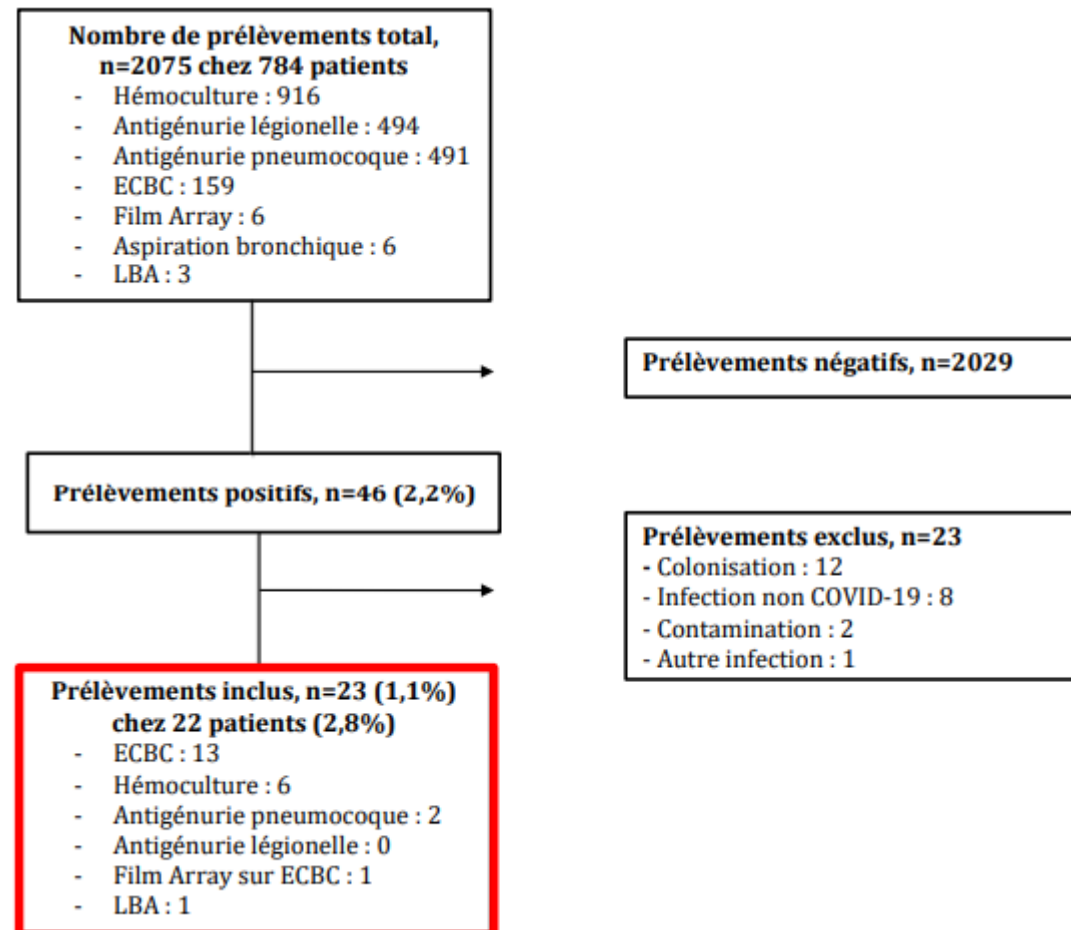 Nombre de prélèvements total,
n=2075 chez 784 patients
- Hémoculture : 916
- Antigénurie légionelle : 494
- Antigénurie pneumocoque : 491
- ECBC : 159
- Film Array : 6
- Aspiration bronchique : 6
- LBA : 3
Prélèvements négatifs, n=2029
Prélèvements positifs, n=46 (2,2%)
Prélèvements exclus, n=23
- Colonisation : 12
- Infection non COVID-19 : 8
- Contamination : 2
- Autre infection : 1
Prélèvements inclus, n=23 (1,1%)
chez 22 patients (2,8%)
- ECBC : 13
- Hémoculture : 6
- Antigénurie pneumocoque : 2
- Antigénurie légionelle : 0
- Film Array sur ECBC : 1
- LBA : 1